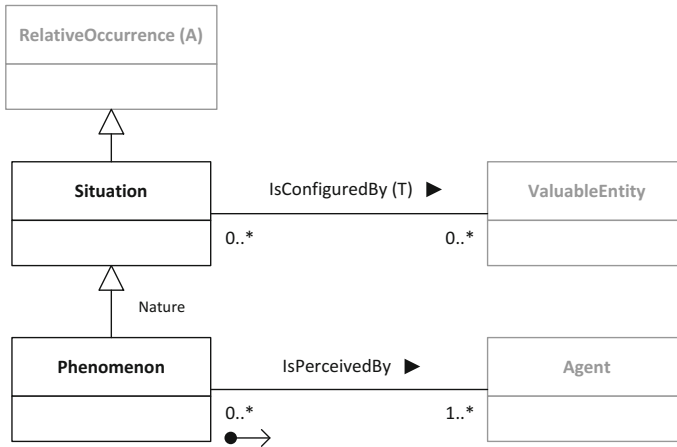 RelativeOccurrence (A)
Situation
IsConfiguredBy (T) ►
ValuableEntity
0..*
0..*
Nature
Phenomenon
IsPerceivedBy ►
Agent
0..*
1..*